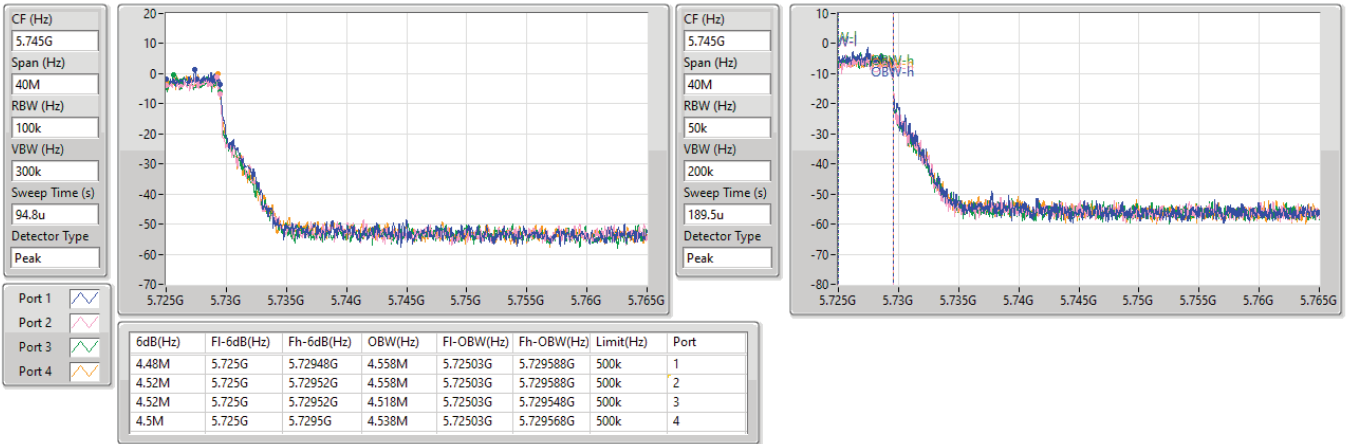 CF (Hz)
5.745G
Span (Hz)
40M
RBW (Hz)
100k
VBW (Hz)
300k
Sweep Time (s)
94.8u
Detector Type
Peak
20
10
0
-10
-20
-30
-40
-50
-60
-70
5.725G 5.73G 5.735G 5.74G 5.745G 5.75G 5.755G 5.76G 5.765G
CF (Hz)
5.745G
Span (Hz)
40M
RBW (Hz)
50k
VBW (Hz)
200k
Sweep Time (s)
189.5u
Detector Type
Peak
10
0
-10
-20
-30
-40
-50
-60
-70
-80
OBW-h
5.725G 5.73G 5.735G 5.74G 5.745G 5.75G 5.755G 5.76G 5.765G
Port 1
Port 2
Port 3
Port 4
6dB(Hz) Fl-6dB(Hz) Fh-6dB(Hz) OBW(Hz) Fl-OBW(Hz) Fh-OBW(Hz) Limit(Hz) Port
4.48M 5.725G 5.72948G 4.558M 5.72503G 5.729588G 500k 1
4.52M 5.725G 5.72952G 4.558M 5.72503G 5.729588G 500k 2
4.52M 5.725G 5.72952G 4.518M 5.72503G 5.729548G 500k 3
4.5M 5.725G 5.7295G 4.538M 5.72503G 5.729568G 500k 4